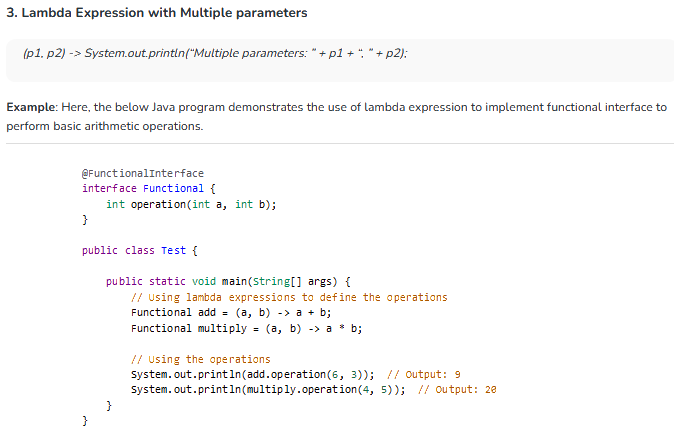 3. Lambda Expression with Multiple parameters
(p1, p2) -> System.out.println("Multiple parameters: " + p1 + ", " + p2);
Example: Here, the below Java program demonstrates the use of lambda expression to implement functional interface to
perform basic arithmetic operations.
@FunctionalInterface
interface Functional {
    int operation(int a, int b);
}
public class Test {
    public static void main(String[] args) {
        // Using lambda expressions to define the operations
        Functional add = (a, b) -> a + b;
        Functional multiply = (a, b) -> a * b;
        // Using the operations
        System.out.println(add.operation(6, 3));  // Output: 9
        System.out.println(multiply.operation(4, 5));  // Output: 20
    }
}